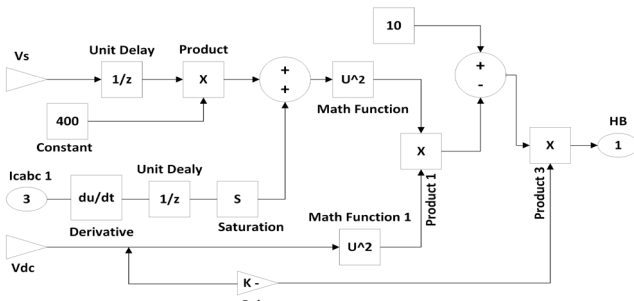 Vs
Unit Delay
Product
10
1/z
X
+
+
U^2
+
-
400
Constant
Math Function
HB
X
X
1
Icabc 1
Unit Dealy
3
du/dt
1/z
S
Derivative
Saturation
Math Function 1
Product 1
Product 3
U^2
Vdc
K -